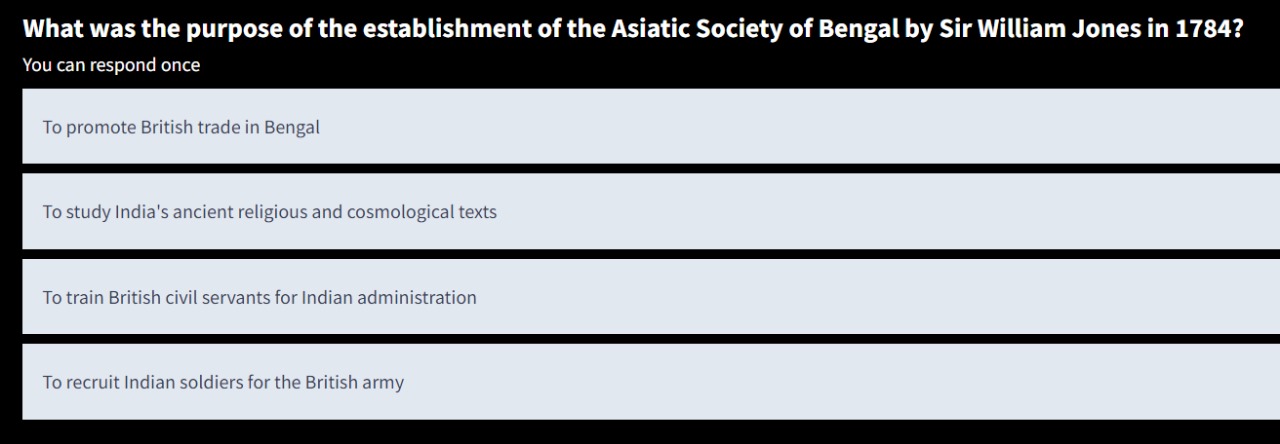 What was the purpose of the establishment of the Asiatic Society of Bengal by Sir William Jones in 1784?
You can respond once
To promote British trade in Bengal
To study India's ancient religious and cosmological texts
To train British civil servants for Indian administration
To recruit Indian soldiers for the British army